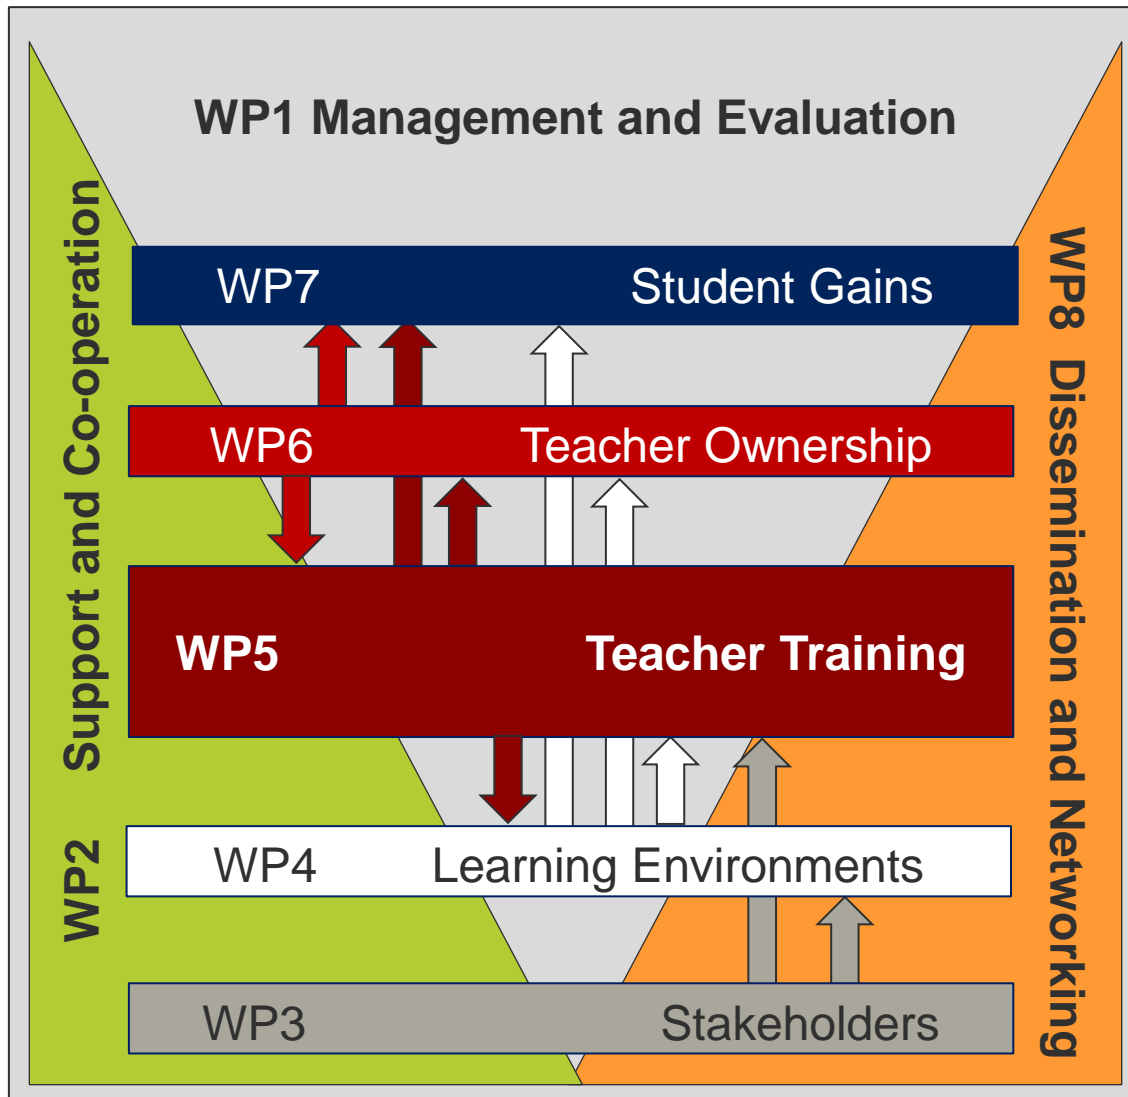 WP1 Management and Evaluation
WP2 Support and Co-operation
WP7 Student Gains
WP6 Teacher Ownership
WP5 Teacher Training
WP4 Learning Environments
WP3 Stakeholders
WP8 Dissemination and Networking